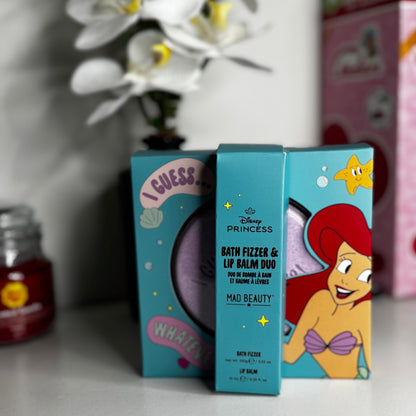 I GUESS...
Disney
PRINCESS
BATH FIZZER &
LIP BALM DUO
DUO DE BOMBE À BAIN
ET BAUME À LÈVRES
MAD BEAUTY
WHATEVER
BATH FIZZER
LIP BALM